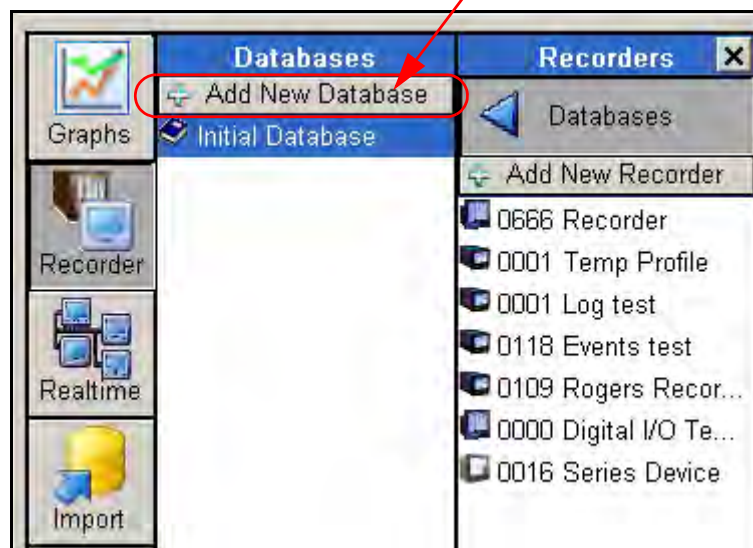 Graphs
Recorder
Realtime
Import
Databases
Add New Database
Initial Database
Recorders
Databases
Add New Recorder
0666 Recorder
0001 Temp Profile
0001 Log test
0118 Events test
0109 Rogers Recor...
0000 Digital I/O Te...
0016 Series Device